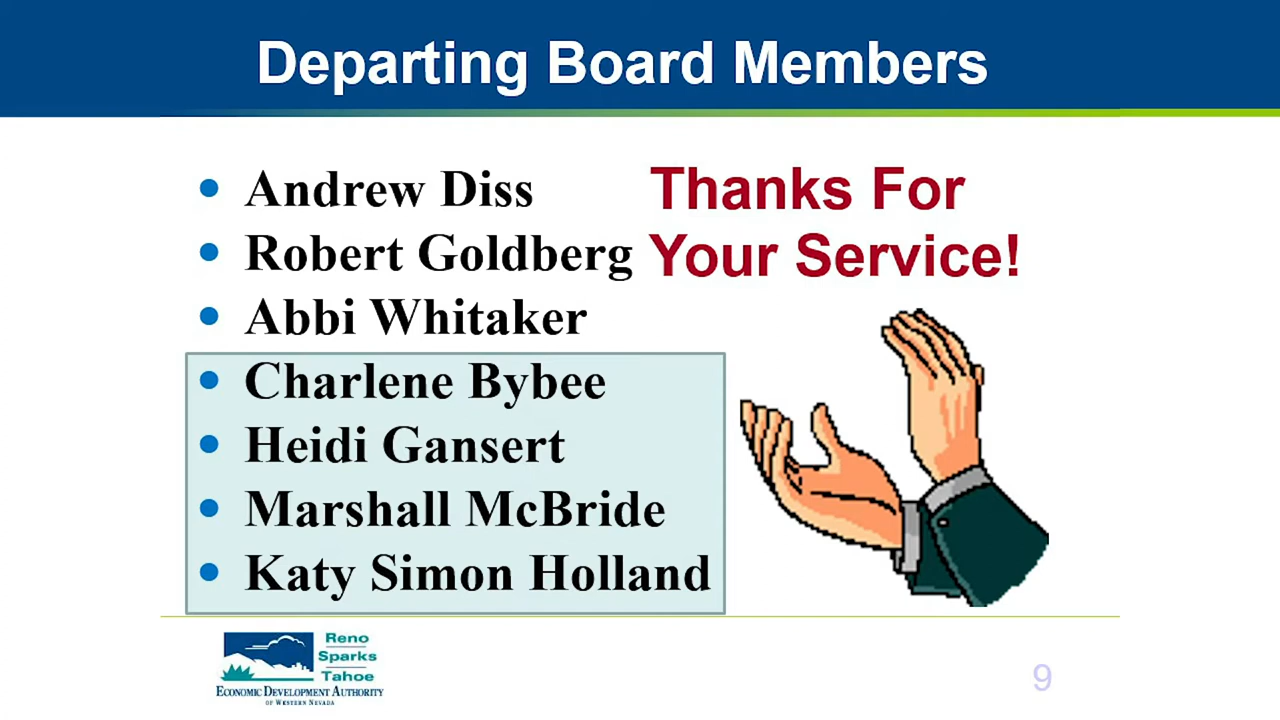 Departing Board Members
• Andrew Diss
• Robert Goldberg
• Abbi Whitaker
• Charlene Bybee
• Heidi Gansert
• Marshall McBride
• Katy Simon Holland
Thanks For
Your Service!
Reno
Sparks
Tahoe
ECONOMIC DEVELOPMENT AUTHORITY
OF WESTERN NEVADA
9